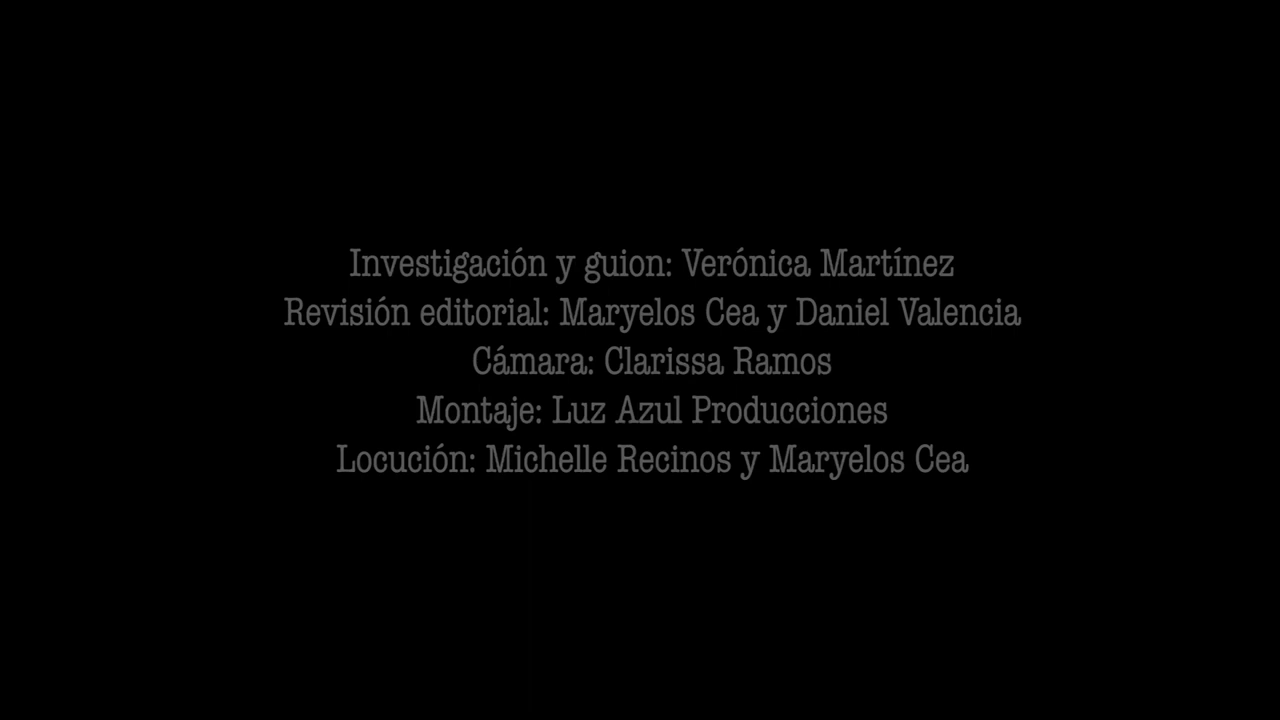 Investigación y guion: Verónica Martínez
Revisión editorial: Maryelos Cea y Daniel Valencia
Cámara: Clarissa Ramos
Montaje: Luz Azul Producciones
Locución: Michelle Recinos y Maryelos Cea